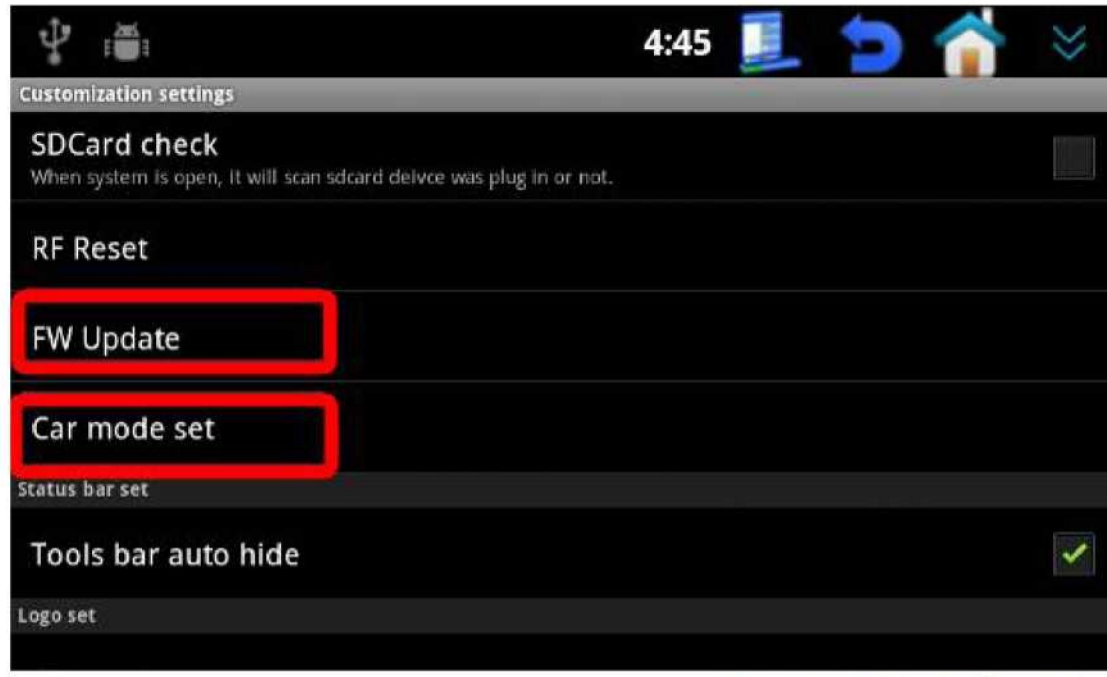 4:45
Customization settings
SDCard check
When system is open, it will scan sdcard deivce was plug in or not.
RF Reset
FW Update
Car mode set
Status bar set
Tools bar auto hide
Logo set